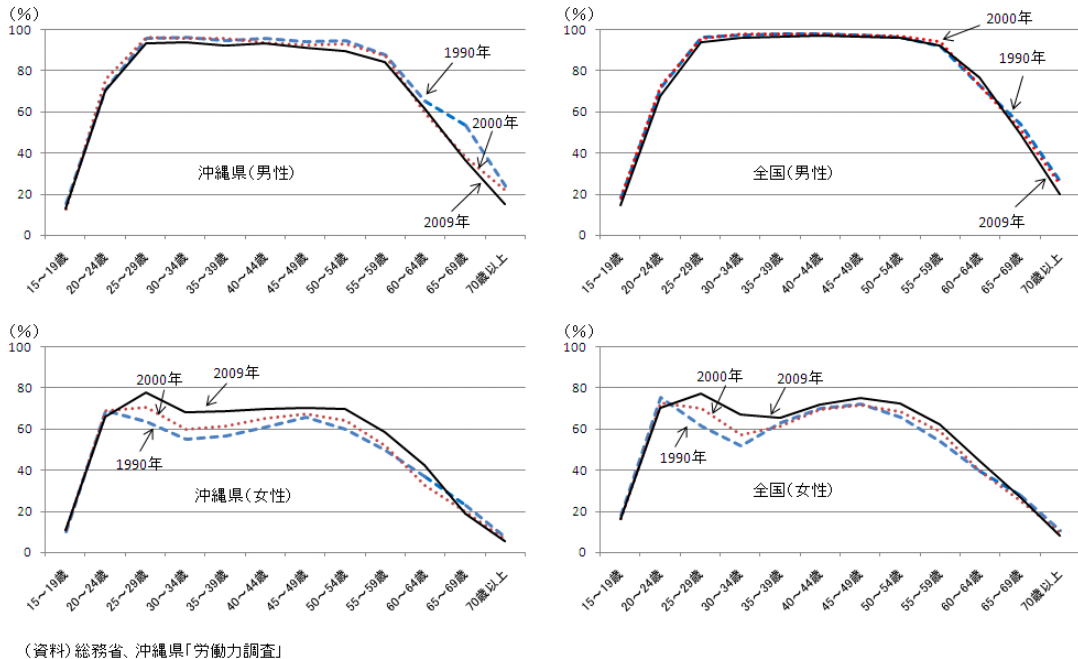 (%)
100
80
60
40
20
0
1990年
2000年
2009年
沖縄県(男性)
15～19歳
20～24歳
25～29歳
30～34歳
35～39歳
40～44歳
45～49歳
50～54歳
55～59歳
60～64歳
65～69歳
70歳以上
(%)
100
80
60
40
20
0
2000年
1990年
2009年
全国(男性)
15～19歳
20～24歳
25～29歳
30～34歳
35～39歳
40～44歳
45～49歳
50～54歳
55～59歳
60～64歳
65～69歳
70歳以上
(%)
100
80
60
40
20
0
2000年
2009年
1990年
沖縄県(女性)
15～19歳
20～24歳
25～29歳
30～34歳
35～39歳
40～44歳
45～49歳
50～54歳
55～59歳
60～64歳
65～69歳
70歳以上
(%)
100
80
60
40
20
0
2000年
2009年
1990年
全国(女性)
15～19歳
20～24歳
25～29歳
30～34歳
35～39歳
40～44歳
45～49歳
50～54歳
55～59歳
60～64歳
65～69歳
70歳以上
(資料)総務省、沖縄県「労働力調査」